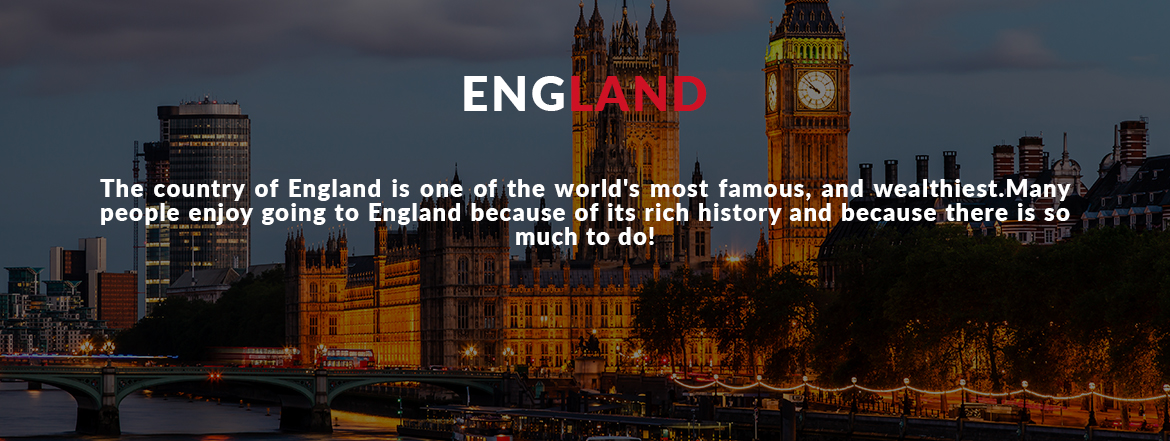 ENGLAND
The country of England is one of the world's most famous, and wealthiest.Many
people enjoy going to England because of its rich history and because there is so
much to do!